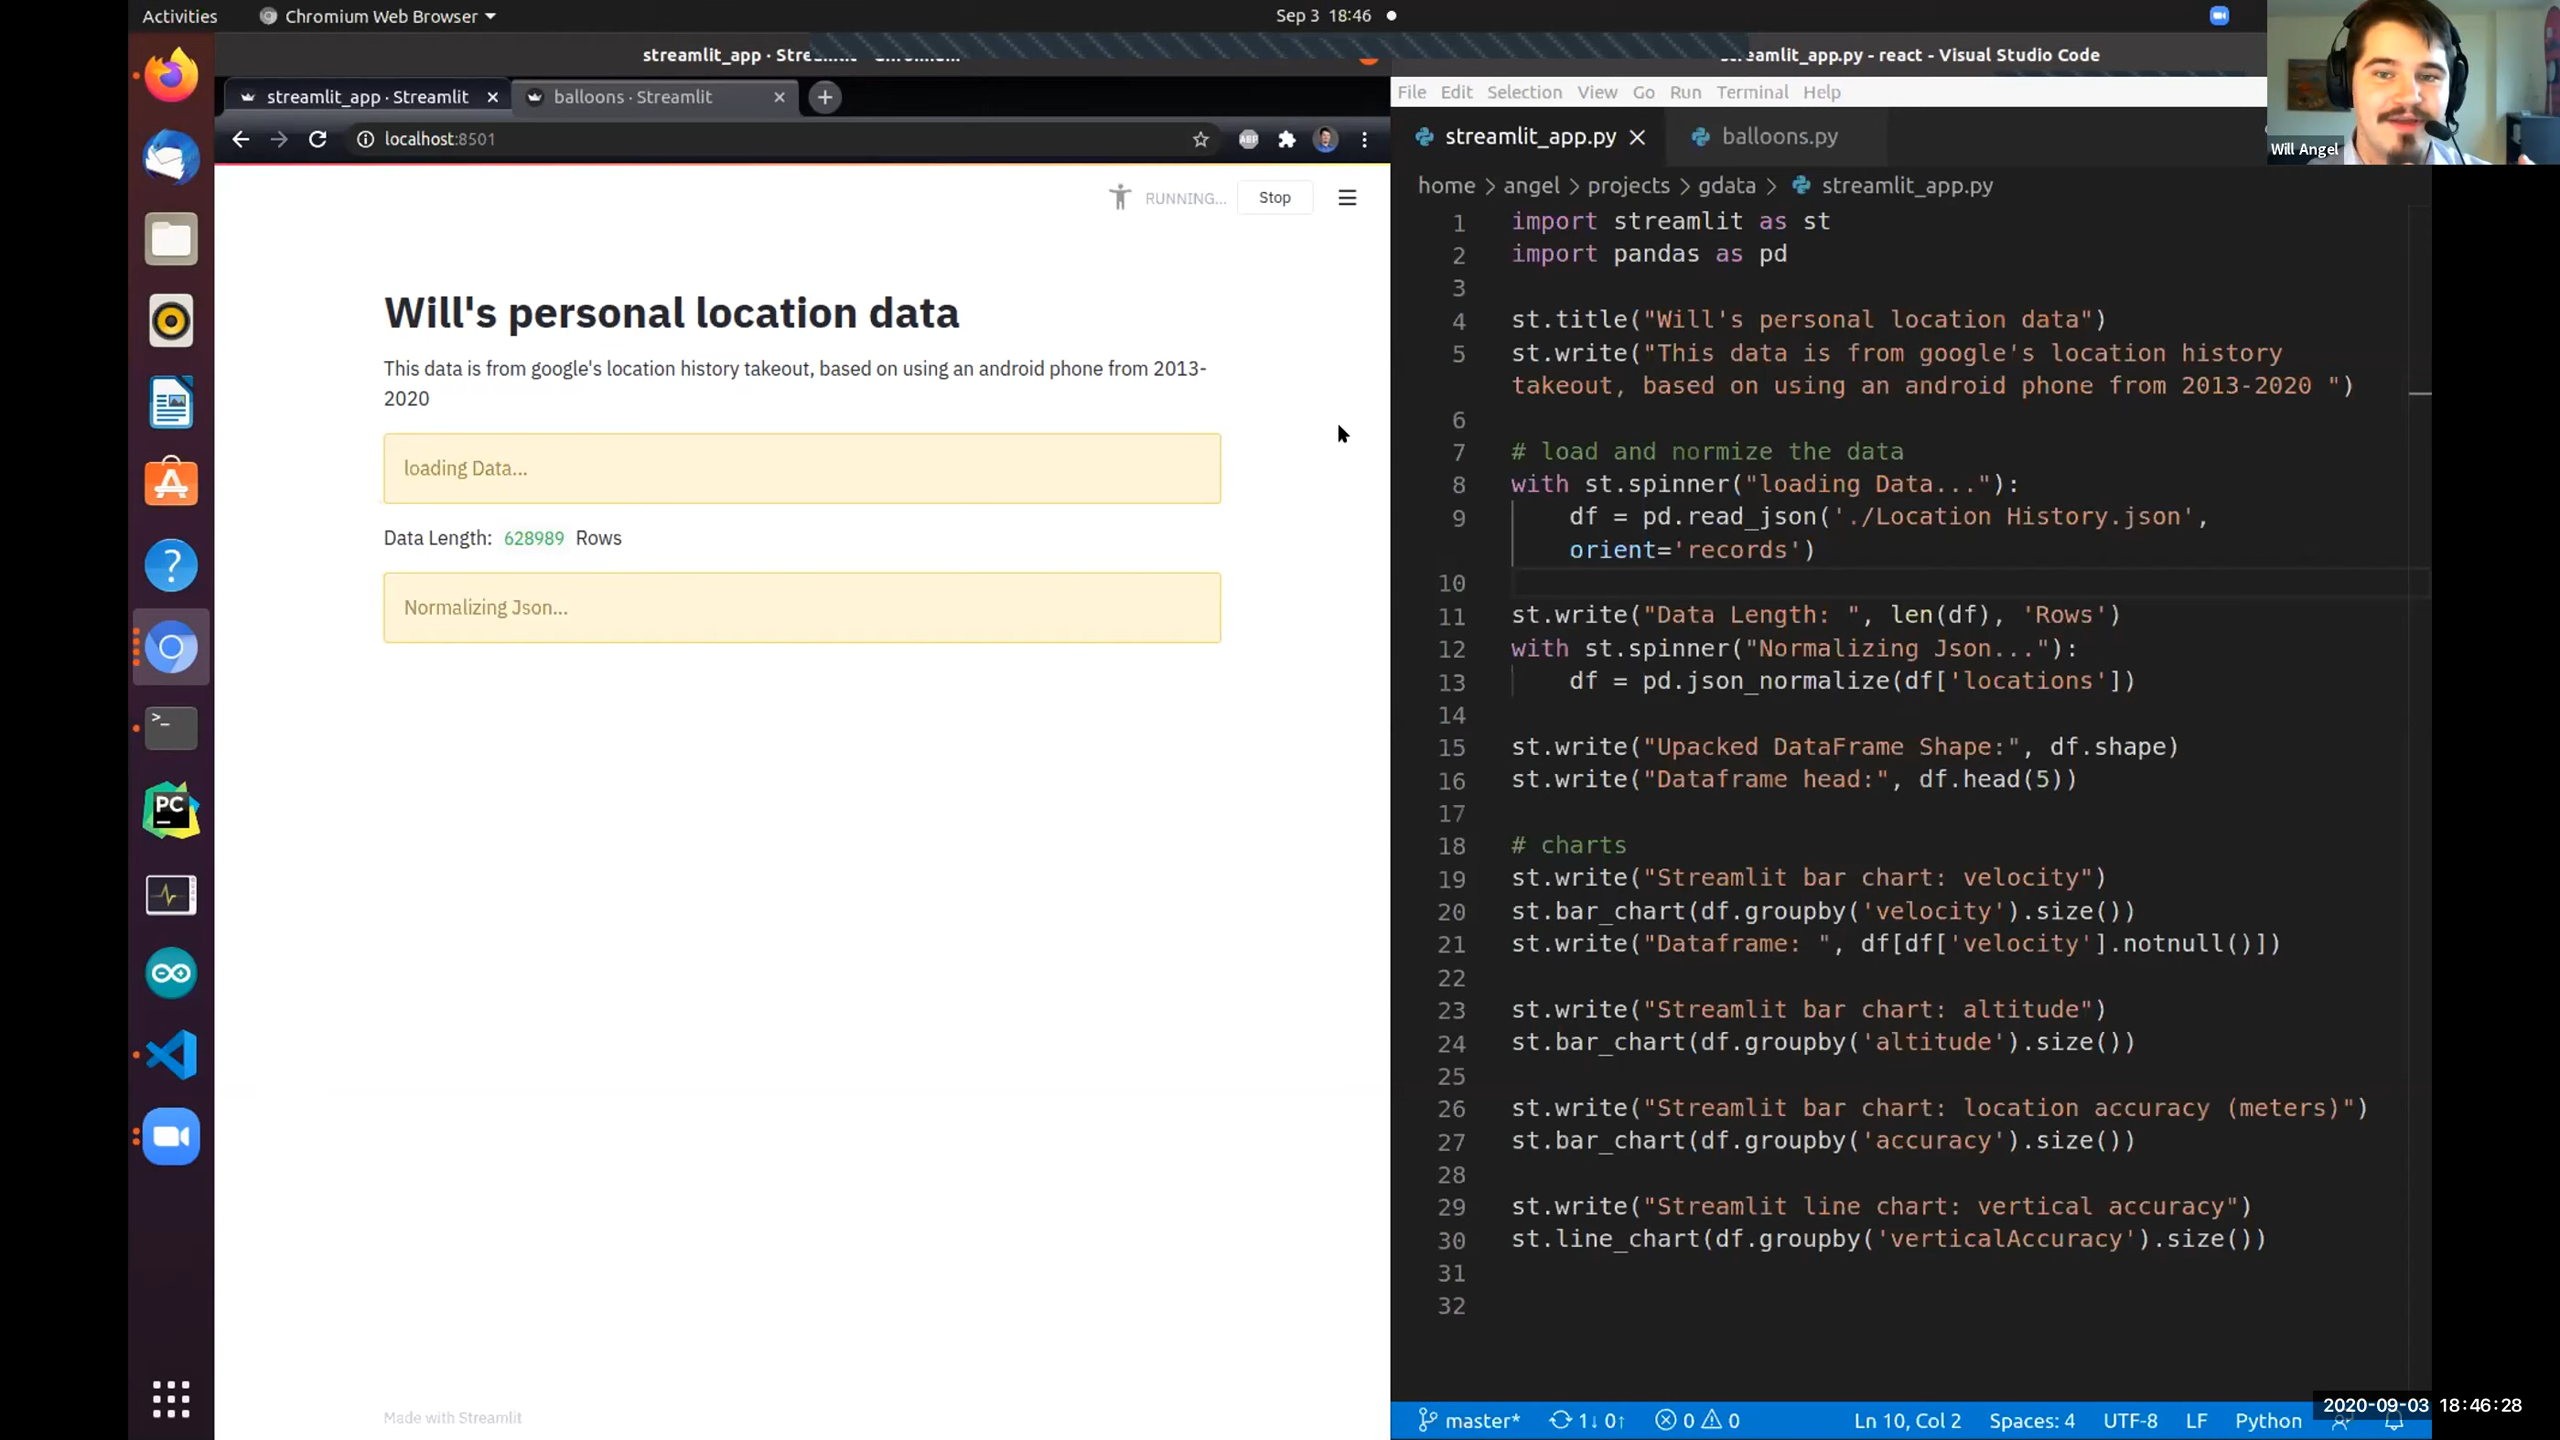 Activities
Chromium Web Browser
Sep 3 18:46
streamlit_app · Stre
streamlit_app · Streamlit
balloons · Streamlit
localhost:8501
ABP
RUNNING...
Stop
Will's personal location data
This data is from google's location history takeout, based on using an android phone from 2013-
2020
loading Data...
Data Length: 628989 Rows
Normalizing Json...
Made with Streamlit
>_
PC
streamlit_app.py - react - Visual Studio Code
File Edit Selection View Go Run Terminal Help
streamlit_app.py
balloons.py
home > angel > projects > gdata > streamlit_app.py
1 import streamlit as st
2 import pandas as pd
3
4 st.title("Will's personal location data")
5 st.write("This data is from google's location history
takeout, based on using an android phone from 2013-2020 ")
6
7 # load and normize the data
8 with st.spinner("loading Data..."):
9 df = pd.read_json('./Location History.json',
orient='records')
10
11 st.write("Data Length: ", len(df), 'Rows')
12 with st.spinner("Normalizing Json..."):
13 df = pd.json_normalize(df['locations'])
14
15 st.write("Upacked DataFrame Shape:", df.shape)
16 st.write("Dataframe head:", df.head(5))
17
18 # charts
19 st.write("Streamlit bar chart: velocity")
20 st.bar_chart(df.groupby('velocity').size())
21 st.write("Dataframe: ", df[df['velocity'].notnull()])
22
23 st.write("Streamlit bar chart: altitude")
24 st.bar_chart(df.groupby('altitude').size())
25
26 st.write("Streamlit bar chart: location accuracy (meters)")
27 st.bar_chart(df.groupby('accuracy').size())
28
29 st.write("Streamlit line chart: vertical accuracy")
30 st.line_chart(df.groupby('verticalAccuracy').size())
31
32
master* 1↓ 0↑ 0 0 Ln 10, Col 2 Spaces: 4 UTF-8 LF Python
Will Angel
2020-09-03 18:46:28